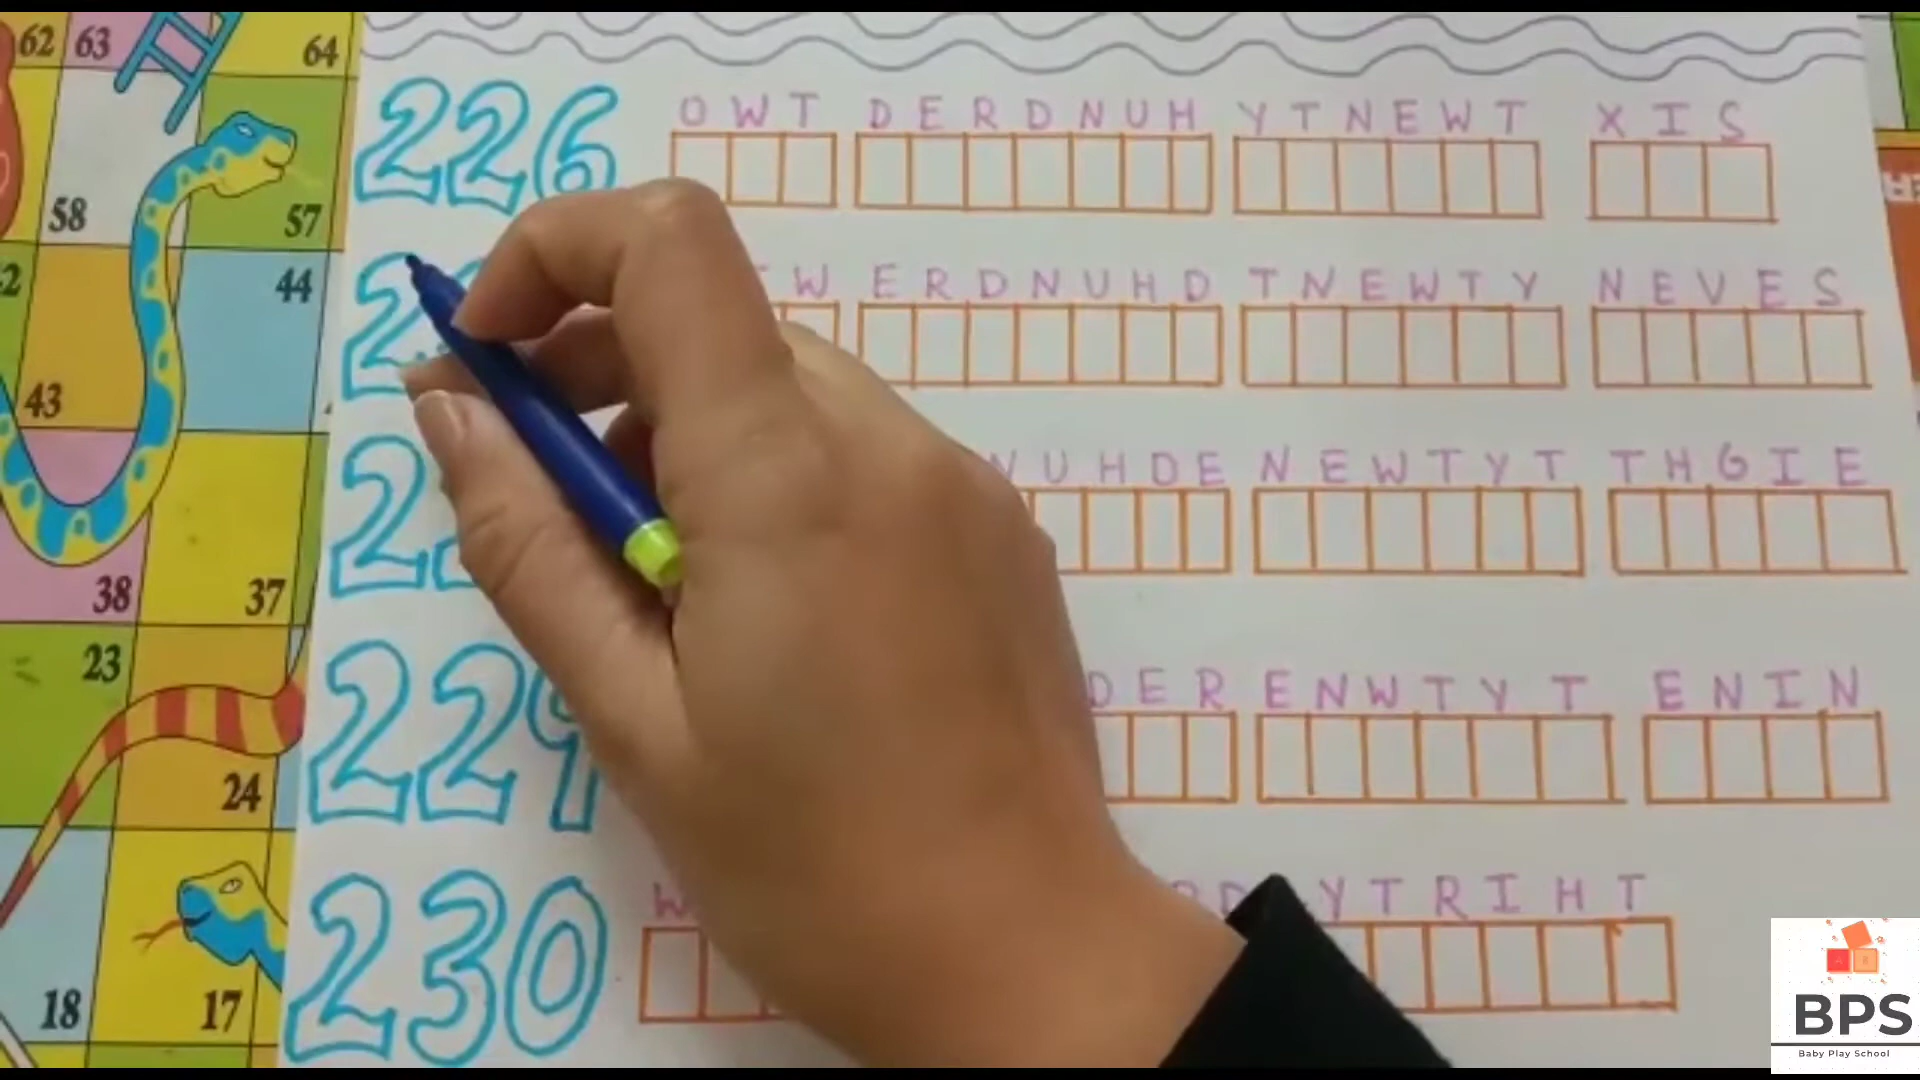 62 63 64
58 57
44
43
38 37
23
24
18 17
226 OWT DERDNUH YTNEWT XIS
W ERDNUHD TNEWTY NEVES
UHDE NEWTYT THGIE
229 DER ENWTYT ENIN
230 W YTRIHT
BPS
Baby Play School